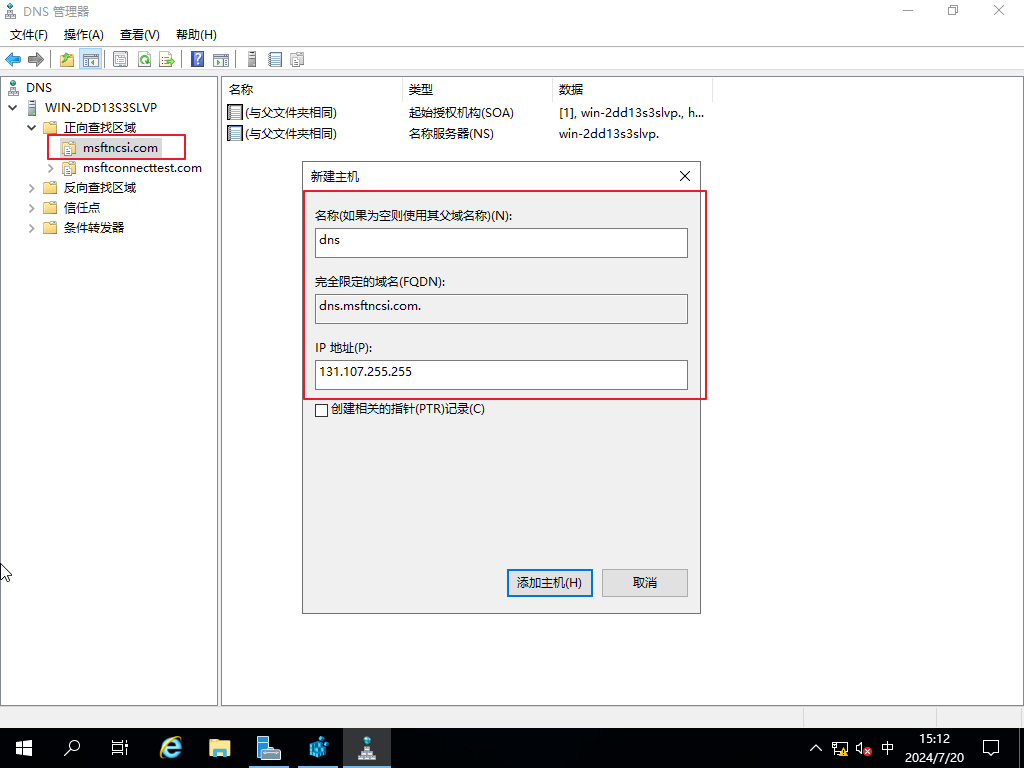 DNS 管理器
文件(F) 操作(A) 查看(V) 帮助(H)
DNS
WIN-2DD13S3SLVP
正向查找区域
msftncsi.com
msftconnecttest.com
反向查找区域
信任点
条件转发器
名称 类型 数据
(与父文件夹相同) 起始授权机构(SOA) [1], win-2dd13s3slvp., h...
(与父文件夹相同) 名称服务器(NS) win-2dd13s3slvp.
新建主机
名称(如果为空则使用其父域名称)(N):
dns
完全限定的域名(FQDN):
dns.msftncsi.com.
IP 地址(P):
131.107.255.255
创建相关的指针(PTR)记录(C)
添加主机(H) 取消
中
15:12
2024/7/20